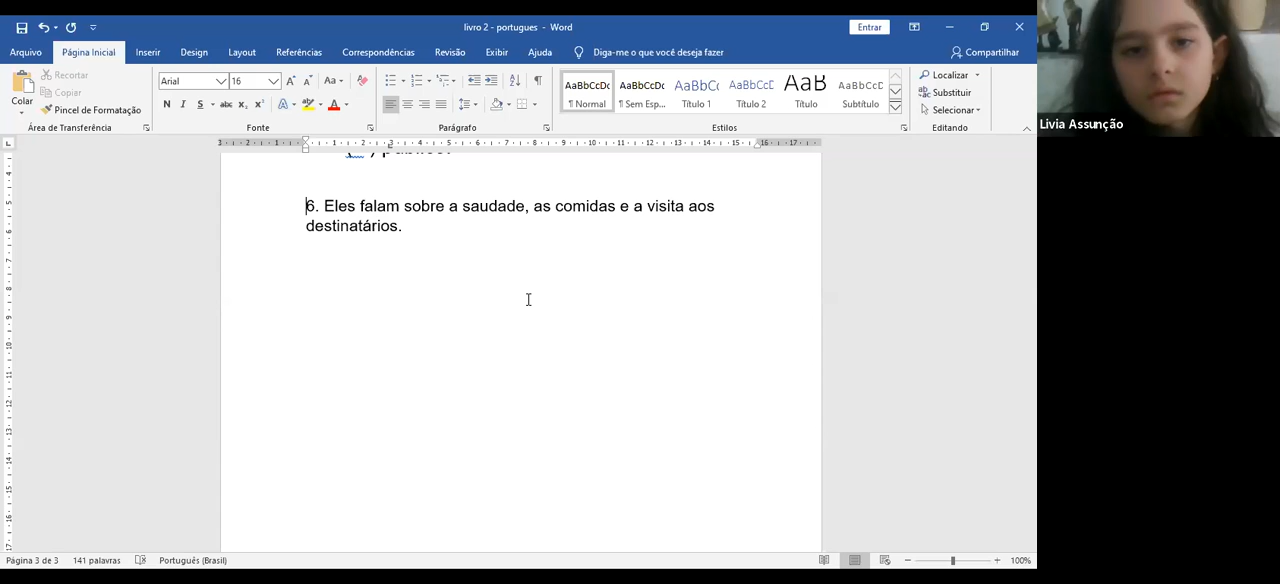 livro 2 - portugues - Word
Entrar
Arquivo Página Inicial Inserir Design Layout Referências Correspondências Revisão Exibir Ajuda Diga-me o que você deseja fazer Compartilhar
Colar
Recortar
Copiar
Pincel de Formatação
Área de Transferência
Arial 16
Fonte
Parágrafo
AaBbCcDc ¶ Normal
AaBbCcDc ¶ Sem Esp...
AaBbCc Título 1
AaBbCcD Título 2
AaB Título
AaBbCcD Subtítulo
Estilos
Localizar
Substituir
Selecionar
Editando
Livia Assunção
6. Eles falam sobre a saudade, as comidas e a visita aos
destinatários.
Página 3 de 3 141 palavras Português (Brasil) 100%